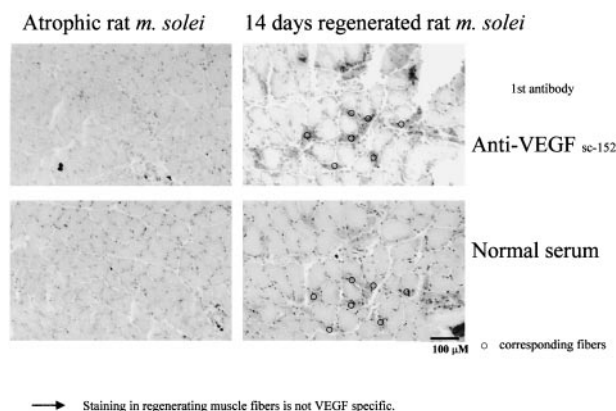 Atrophic rat m. solei
14 days regenerated rat m. solei
1st antibody
Anti-VEGF sc-152
Normal serum
100 μM
corresponding fibers
Staining in regenerating muscle fibers is not VEGF specific.